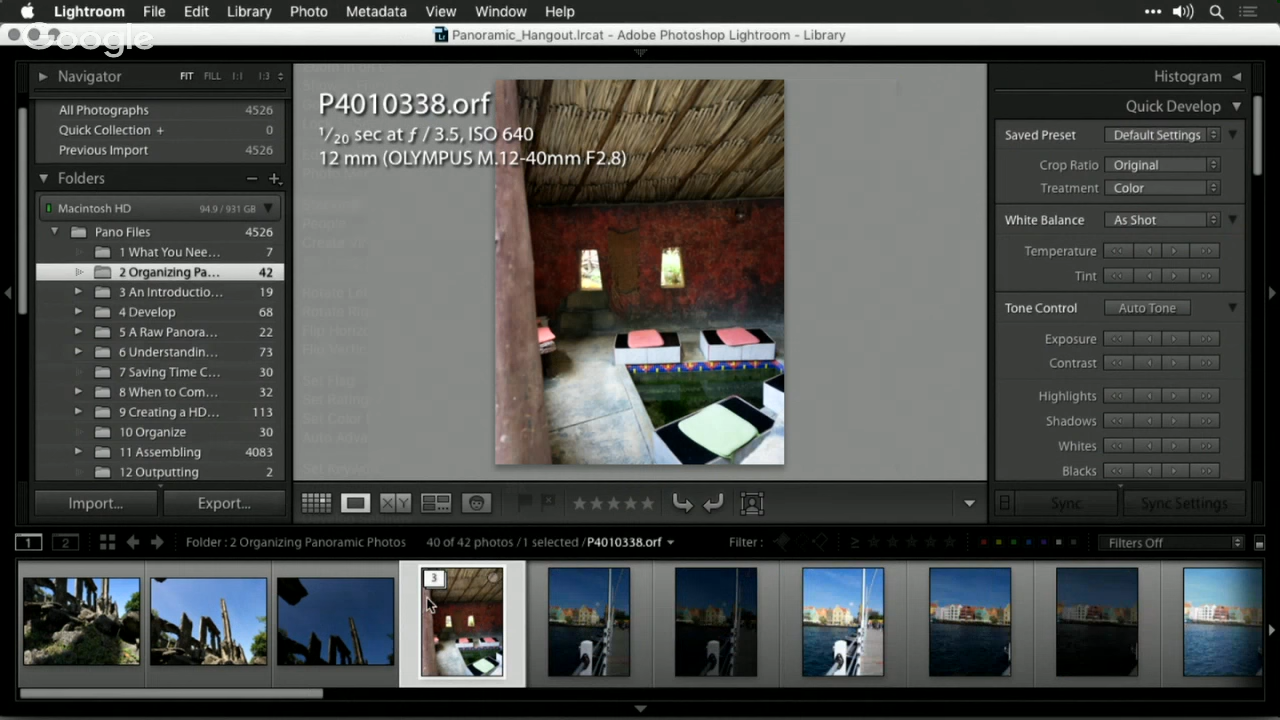 Lightroom File Edit Library Photo Metadata View Window Help
Google
Panoramic_Hangout.lrcat - Adobe Photoshop Lightroom - Library
Navigator FIT FILL 1:1 1:3
All Photographs 4526
Quick Collection + 0
Previous Import 4526
Folders
Macintosh HD 94.9 / 931 GB
Pano Files 4526
1 What You Nee... 7
2 Organizing Pa... 42
3 An Introductio... 19
4 Develop 68
5 A Raw Panora... 22
6 Understandin... 73
7 Saving Time C... 30
8 When to Com... 32
9 Creating a HD... 113
10 Organize 30
11 Assembling 4083
12 Outputting 2
Import... Export...
P4010338.orf
1/20 sec at ƒ / 3.5, ISO 640
12 mm (OLYMPUS M.12-40mm F2.8)
Histogram
Quick Develop
Saved Preset Default Settings
Crop Ratio Original
Treatment Color
White Balance As Shot
Temperature
Tint
Tone Control Auto Tone
Exposure
Contrast
Highlights
Shadows
Whites
Blacks
Sync Sync Settings
X Y
1 2 Folder : 2 Organizing Panoramic Photos 40 of 42 photos / 1 selected / P4010338.orf Filter : Filters Off
3